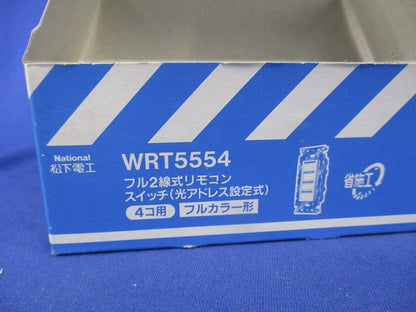 National
松下電工
WRT5554
フル2線式リモコン
スイッチ(光アドレス設定式)
4コ用 フルカラー形
省施工